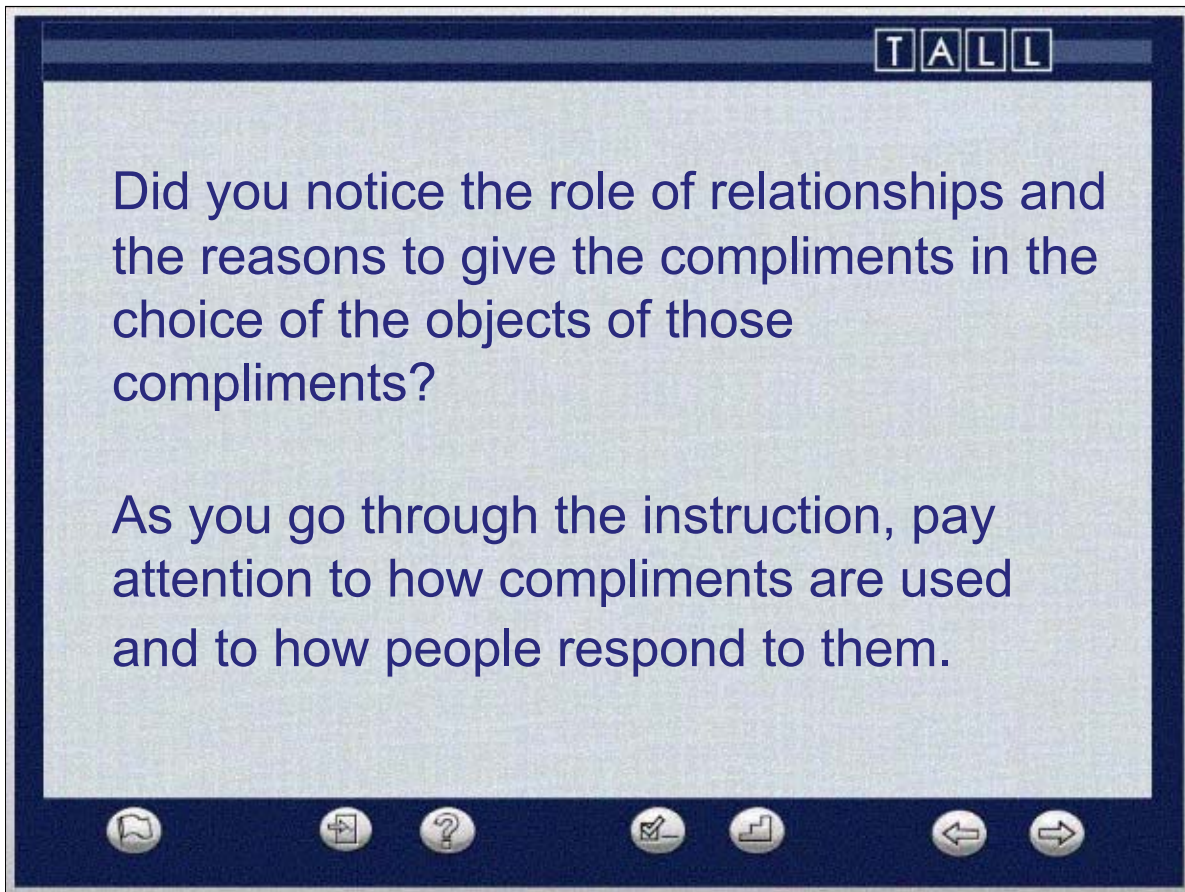 TALL
Did you notice the role of relationships and
the reasons to give the compliments in the
choice of the objects of those
compliments?
As you go through the instruction, pay
attention to how compliments are used
and to how people respond to them.